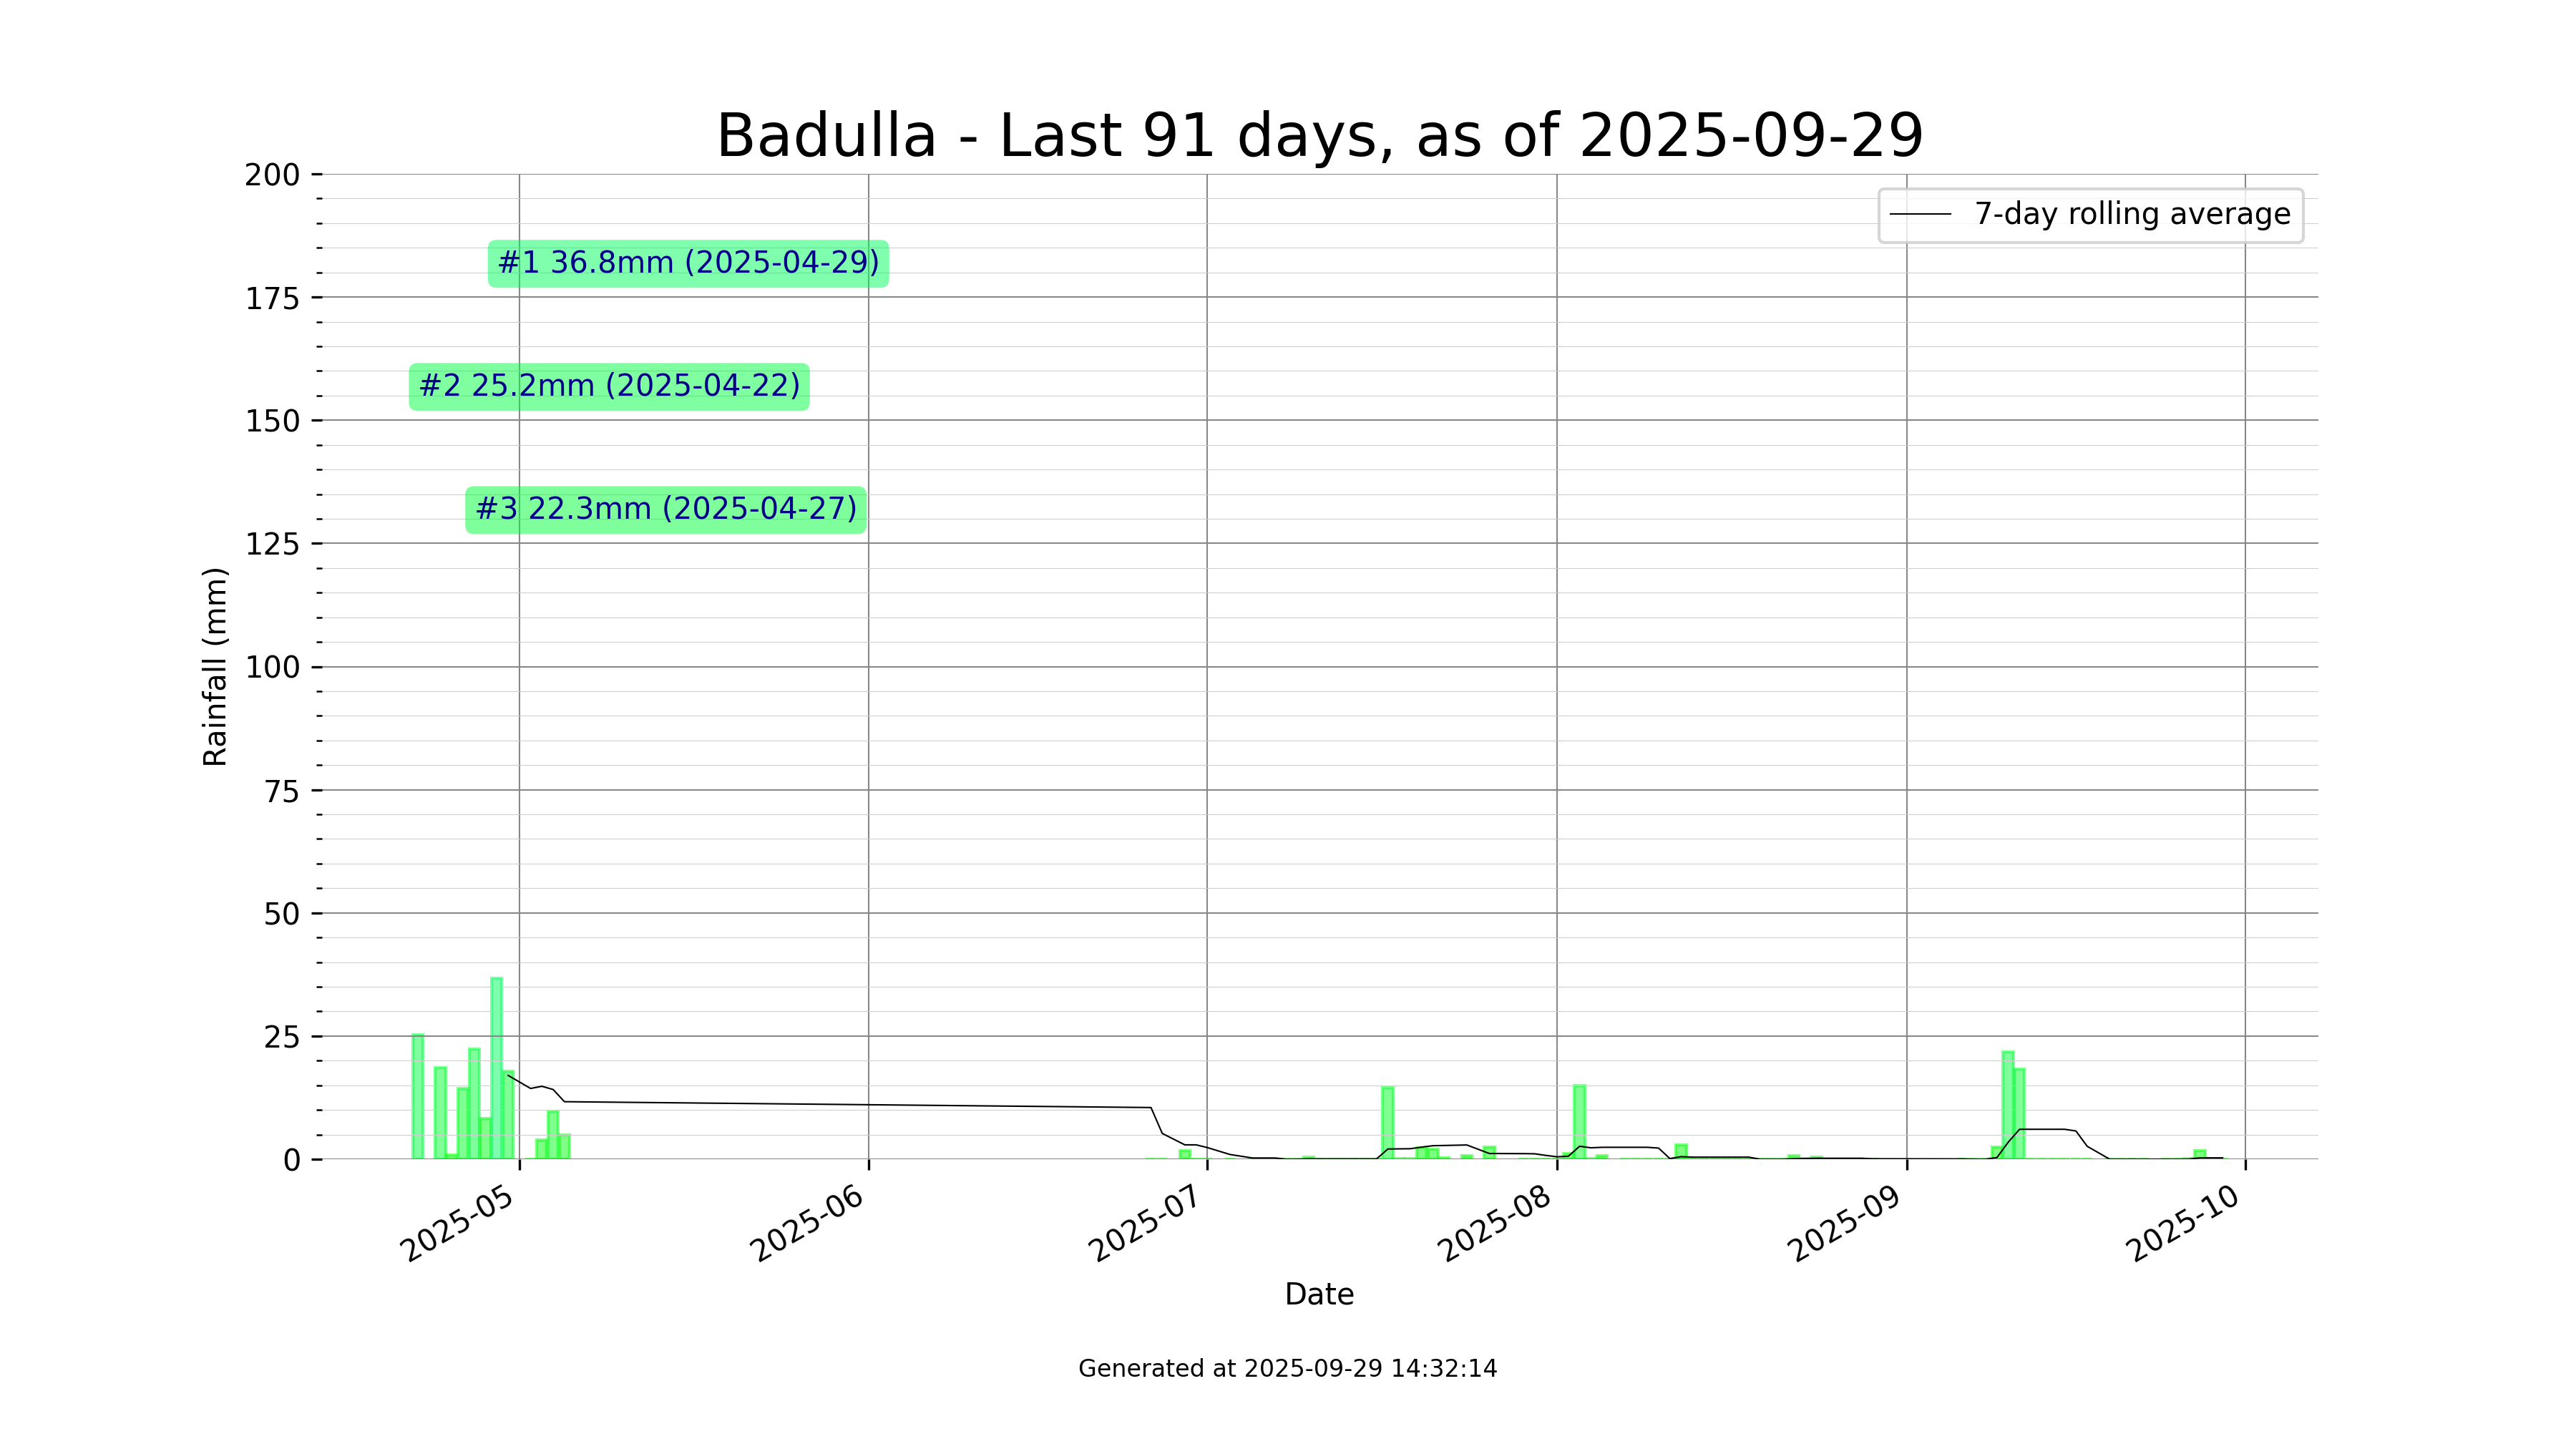 Badulla - Last 91 days, as of 2025-09-29
200
175
150
125
100
75
50
25
0
Rainfall (mm)
7-day rolling average
#1 36.8mm (2025-04-29)
#2 25.2mm (2025-04-22)
#3 22.3mm (2025-04-27)
2025-05
2025-06
2025-07
2025-08
2025-09
2025-10
Date
Generated at 2025-09-29 14:32:14